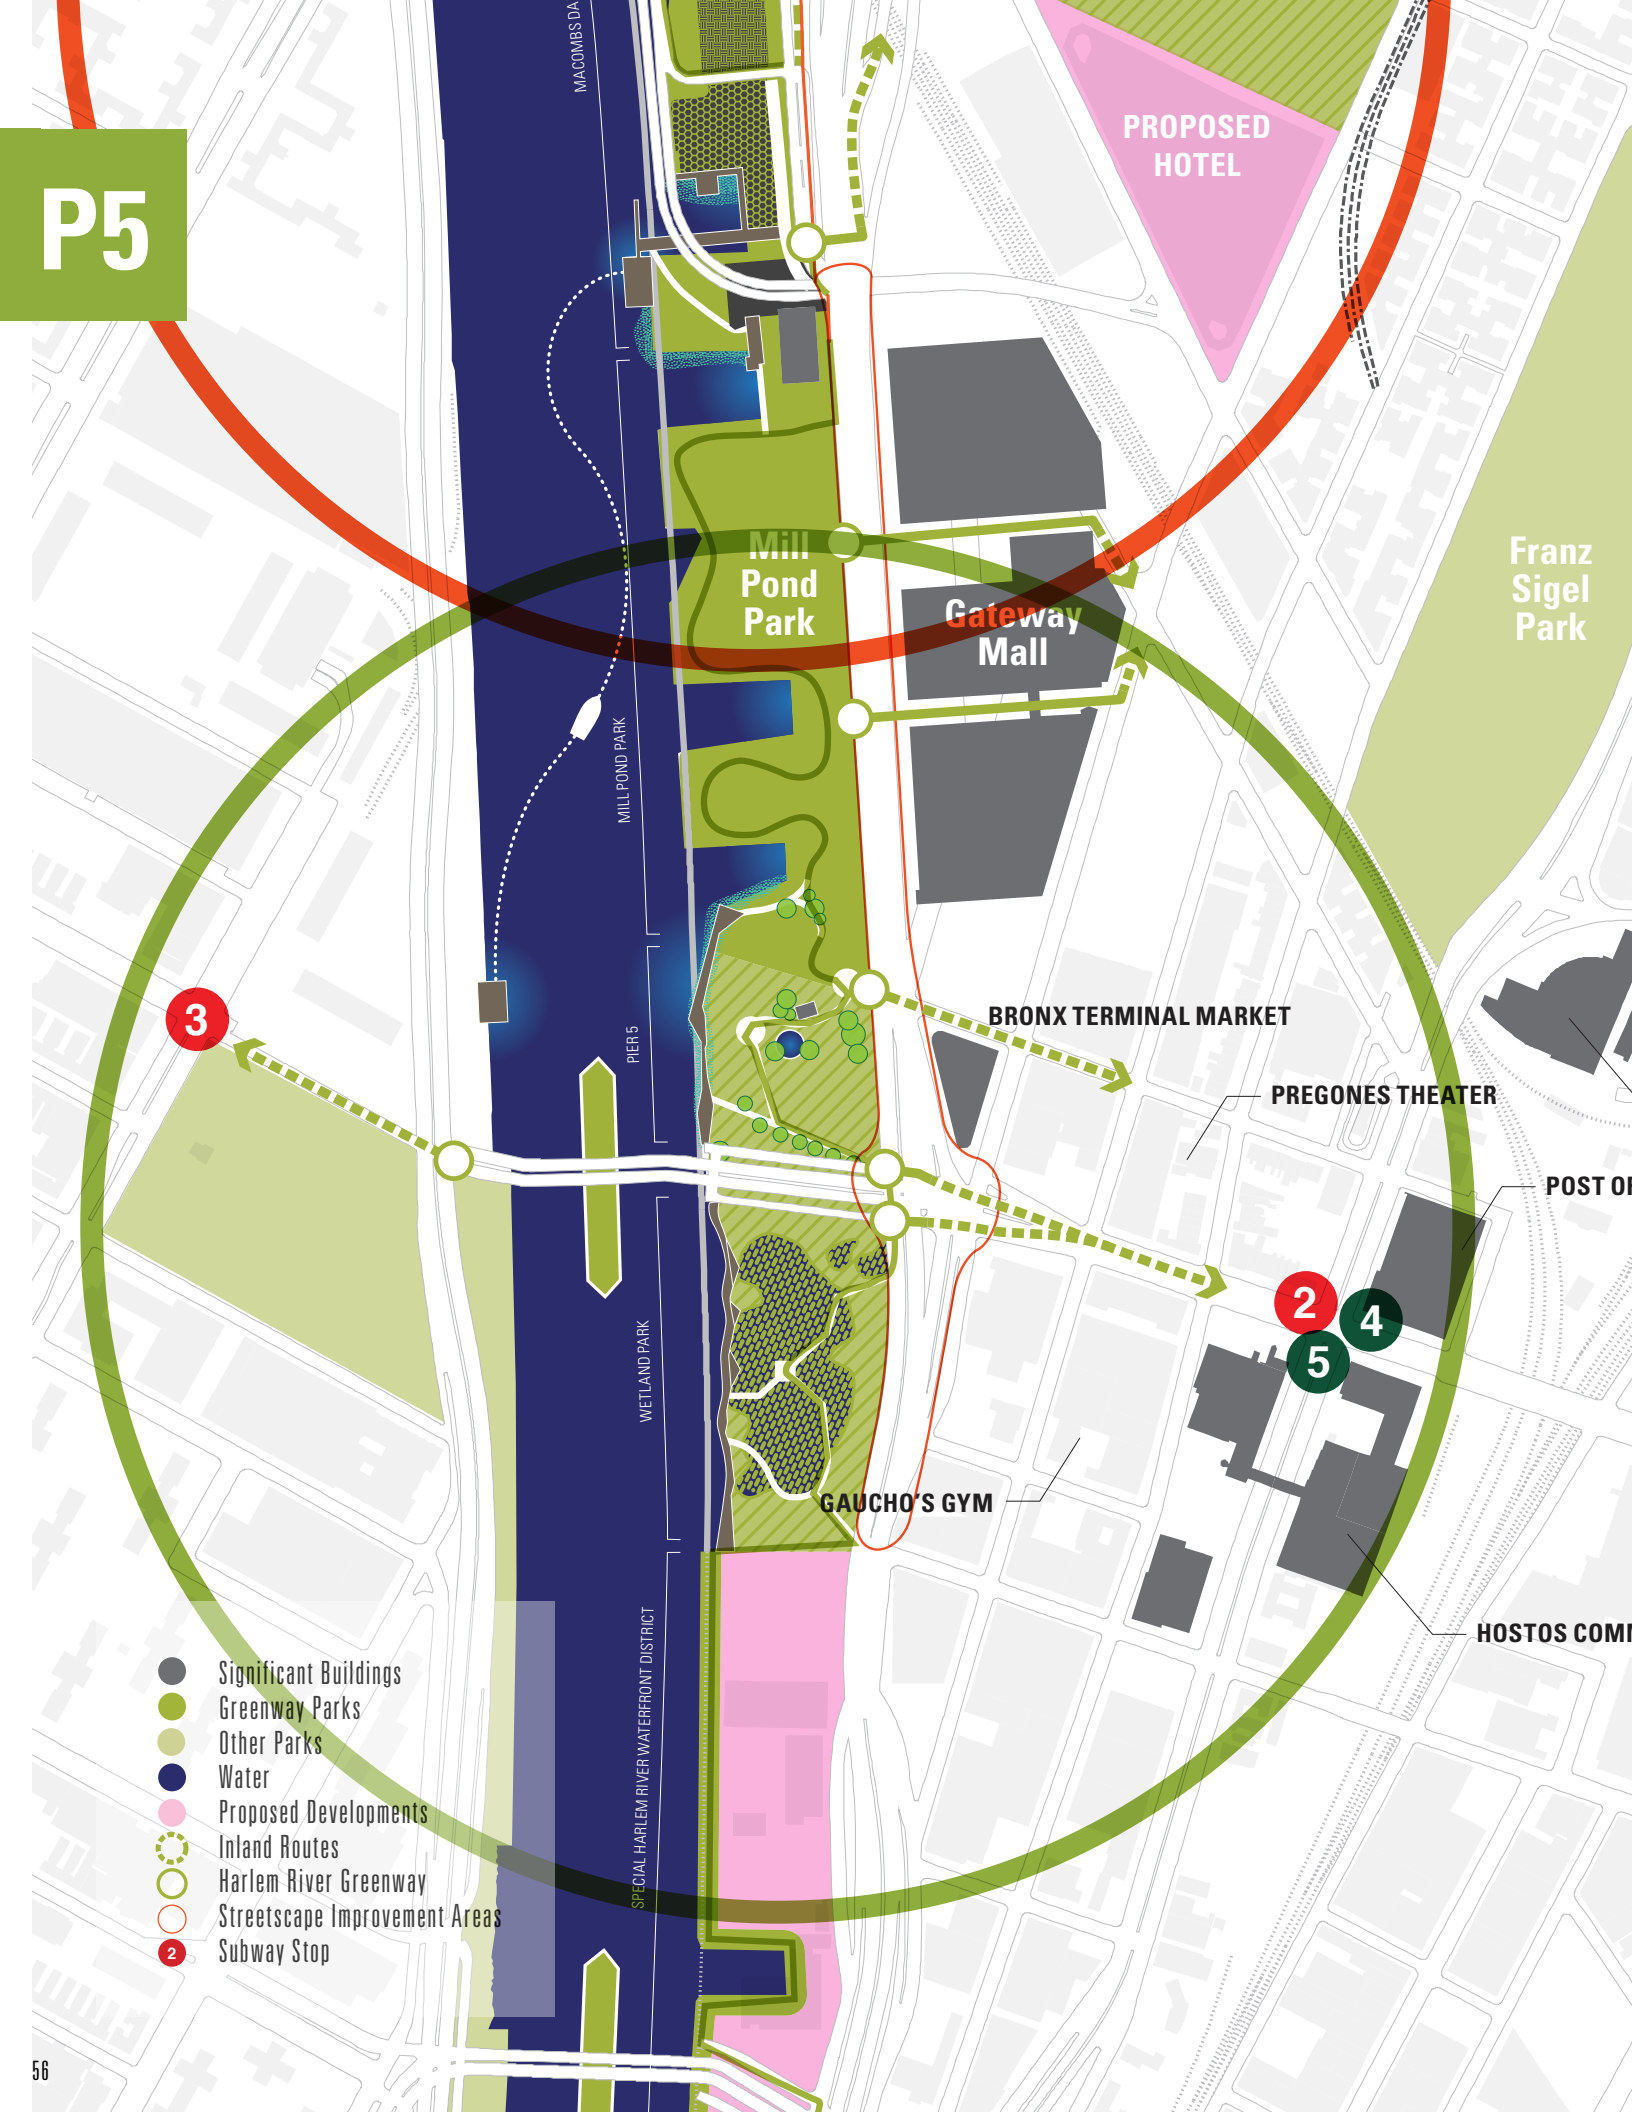 MACOMBS DA
P5
PROPOSED
HOTEL
Mill
Pond
Park
Gateway
Mall
Franz
Sigel
Park
MILL POND PARK
3
PIER 5
BRONX TERMINAL MARKET
PREGONES THEATER
POST OF
2
4
5
WETLAND PARK
GAUCHO'S GYM
HOSTOS COMM
SPECIAL HARLEM RIVER WATERFRONT DISTRICT
Significant Buildings
Greenway Parks
Other Parks
Water
Proposed Developments
Inland Routes
Harlem River Greenway
Streetscape Improvement Areas
2 Subway Stop
56